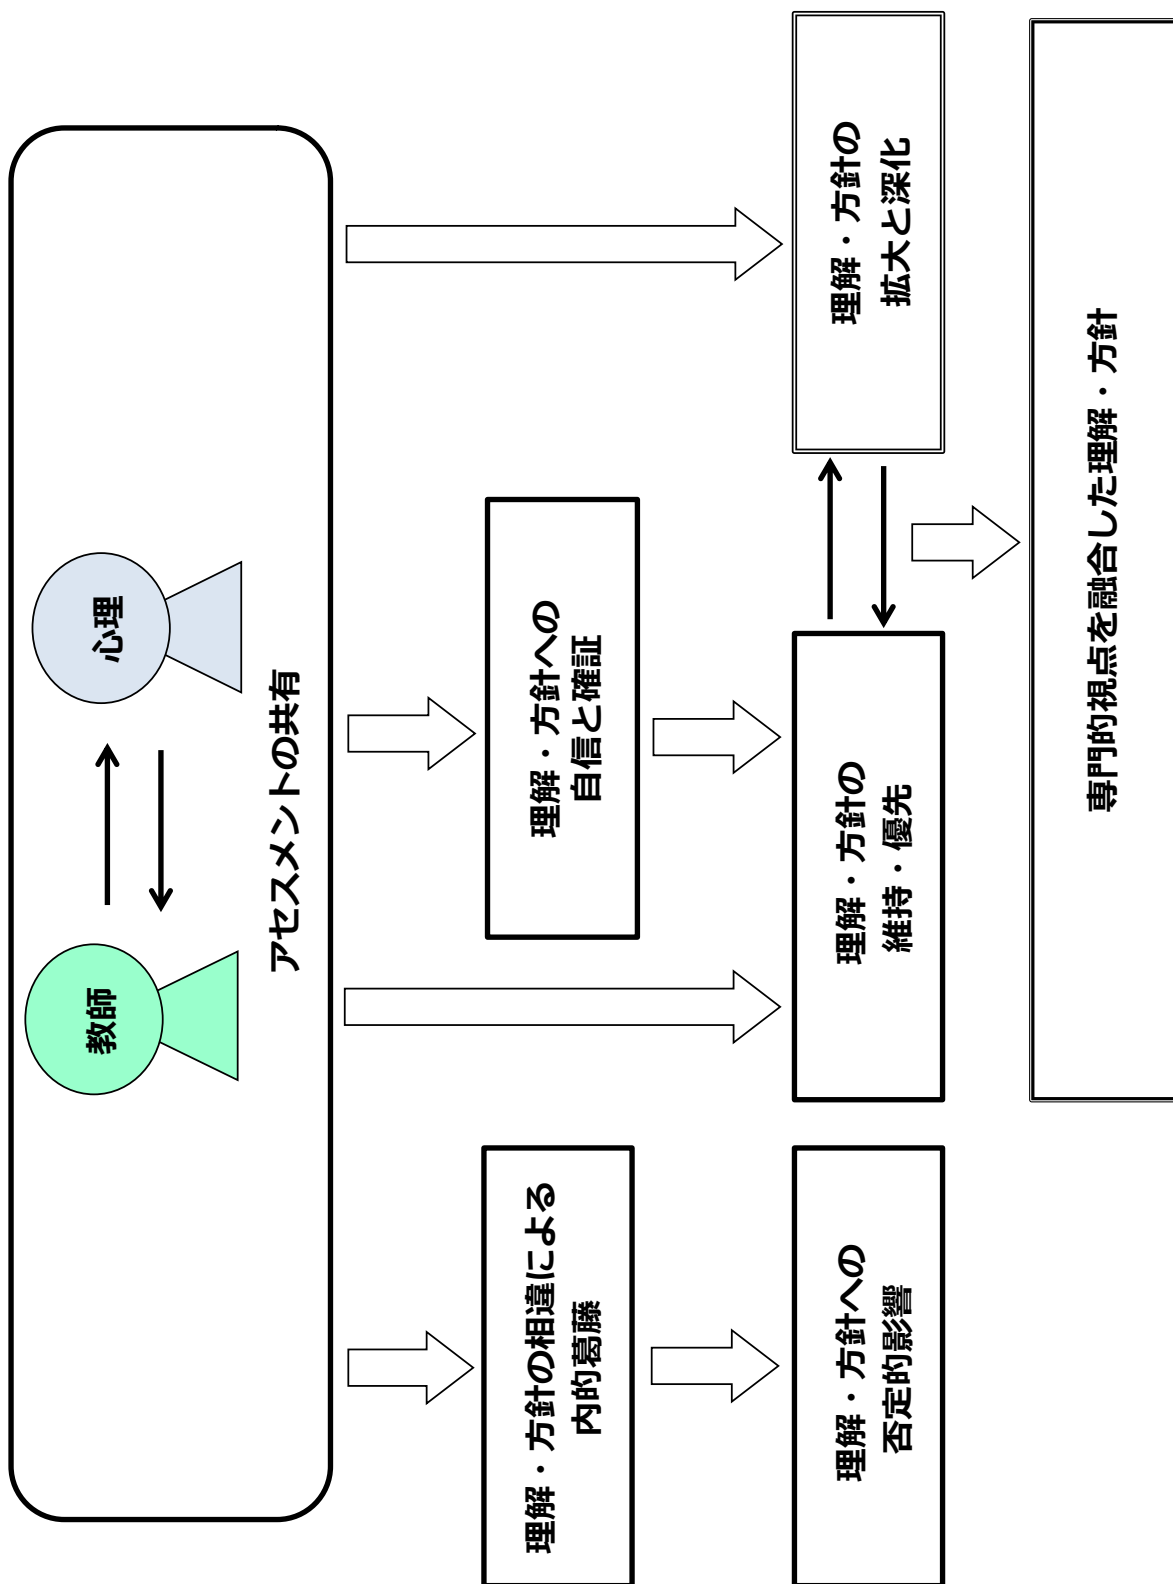 教師
心理
アセスメントの共有
理解・方針の相違による
内的葛藤
理解・方針への
自信と確証
理解・方針への
否定的影響
理解・方針の
維持・優先
理解・方針の
拡大と深化
専門的視点を融合した理解・方針